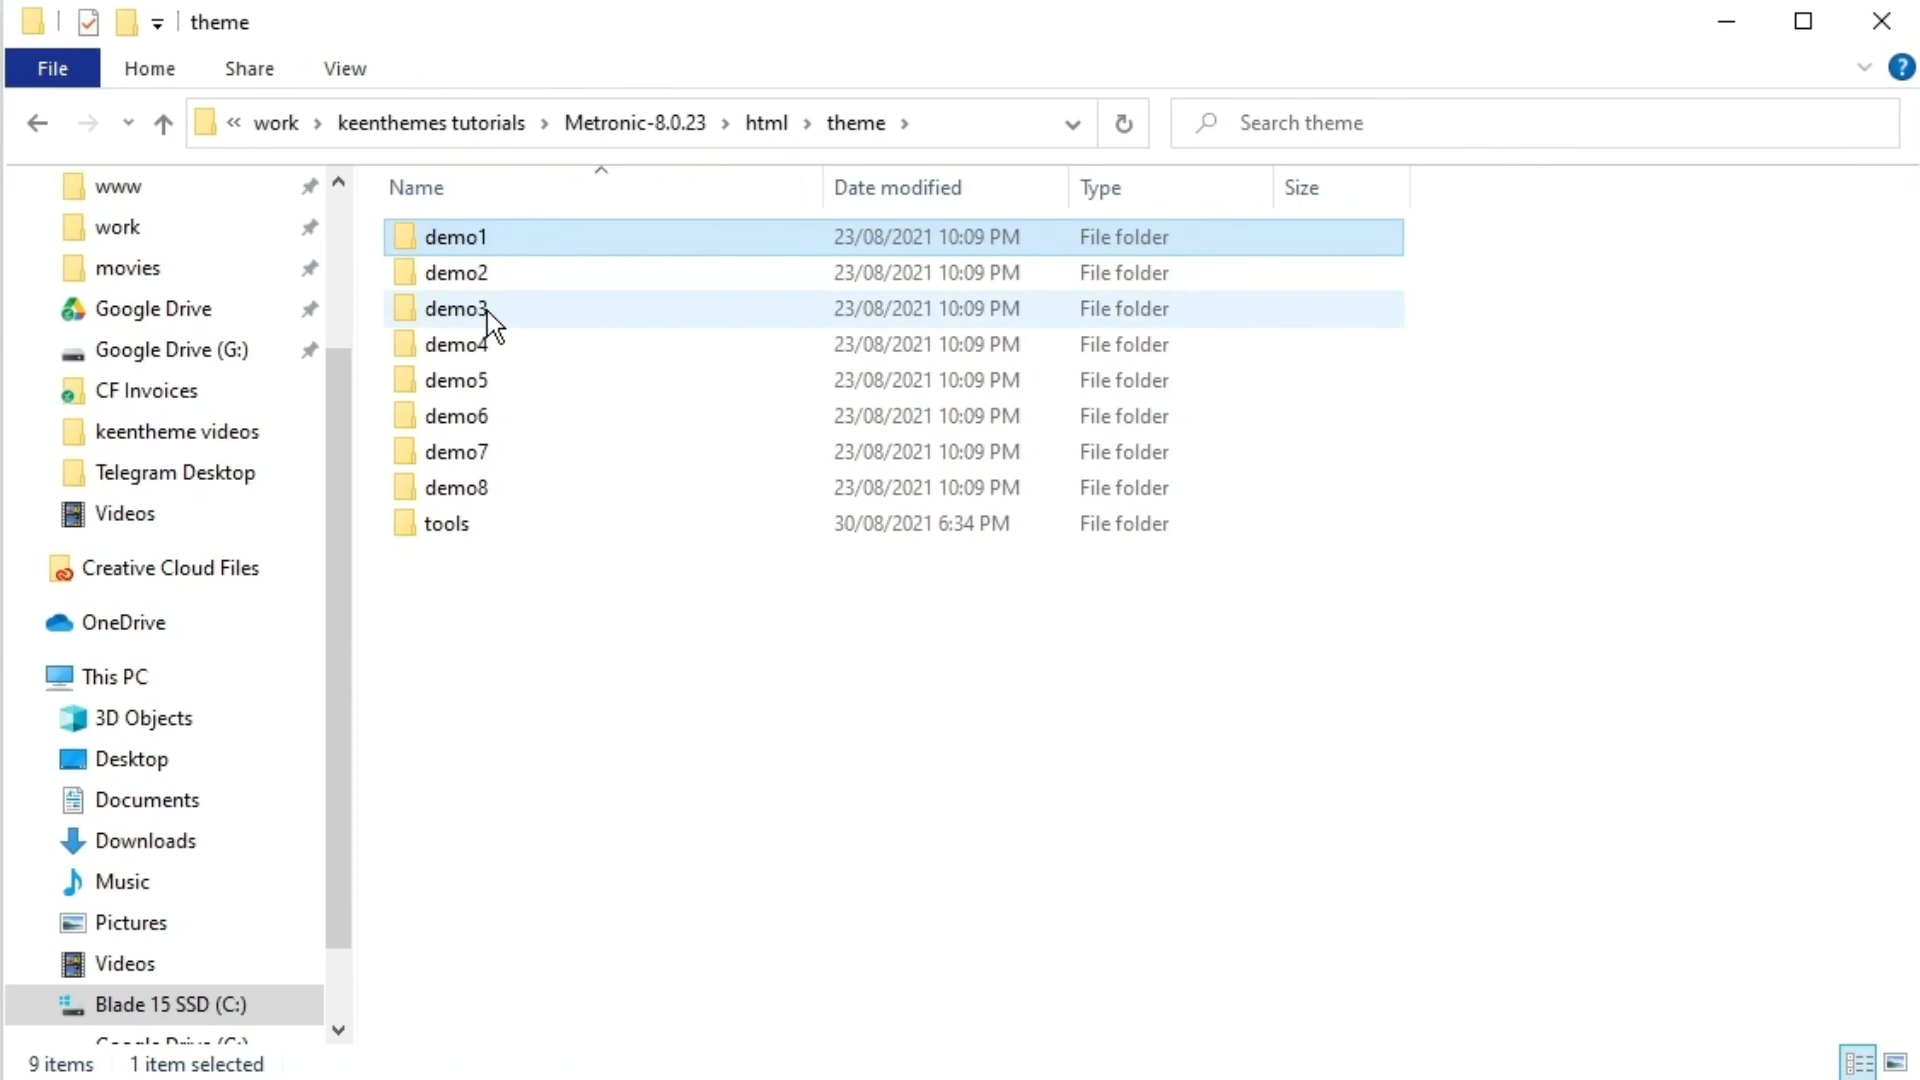 theme
File Home Share View
?
« work › keenthemes tutorials › Metronic-8.0.23 › html › theme ›
Search theme
www
work
movies
Google Drive
Google Drive (G:)
CF Invoices
keentheme videos
Telegram Desktop
Videos
Creative Cloud Files
OneDrive
This PC
3D Objects
Desktop
Documents
Downloads
Music
Pictures
Videos
Blade 15 SSD (C:)
Google Drive (G:)
Name Date modified Type Size
demo1 23/08/2021 10:09 PM File folder
demo2 23/08/2021 10:09 PM File folder
demo3 23/08/2021 10:09 PM File folder
demo4 23/08/2021 10:09 PM File folder
demo5 23/08/2021 10:09 PM File folder
demo6 23/08/2021 10:09 PM File folder
demo7 23/08/2021 10:09 PM File folder
demo8 23/08/2021 10:09 PM File folder
tools 30/08/2021 6:34 PM File folder
9 items 1 item selected